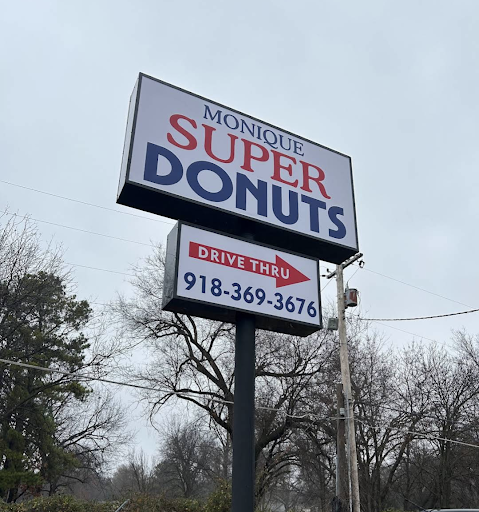 MONIQUE
SUPER
DONUTS
DRIVE THRU
918-369-3676